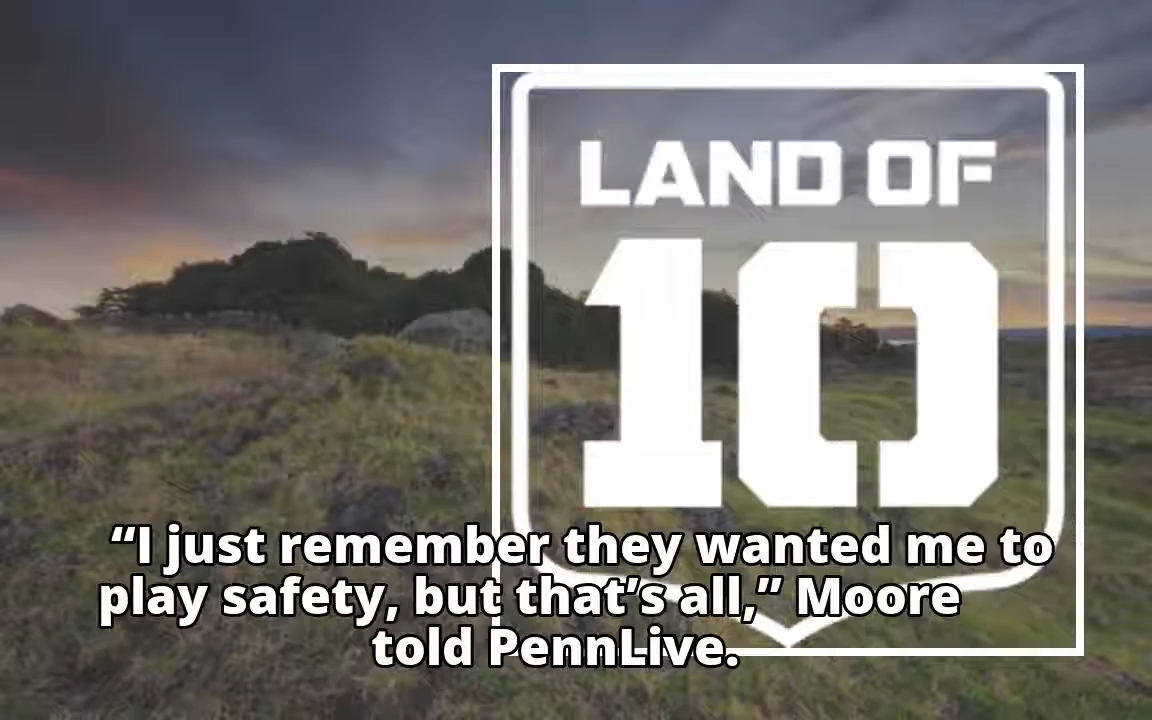 LAND OF
10
“I just remember they wanted me to
play safety, but that’s all,” Moore
told PennLive.